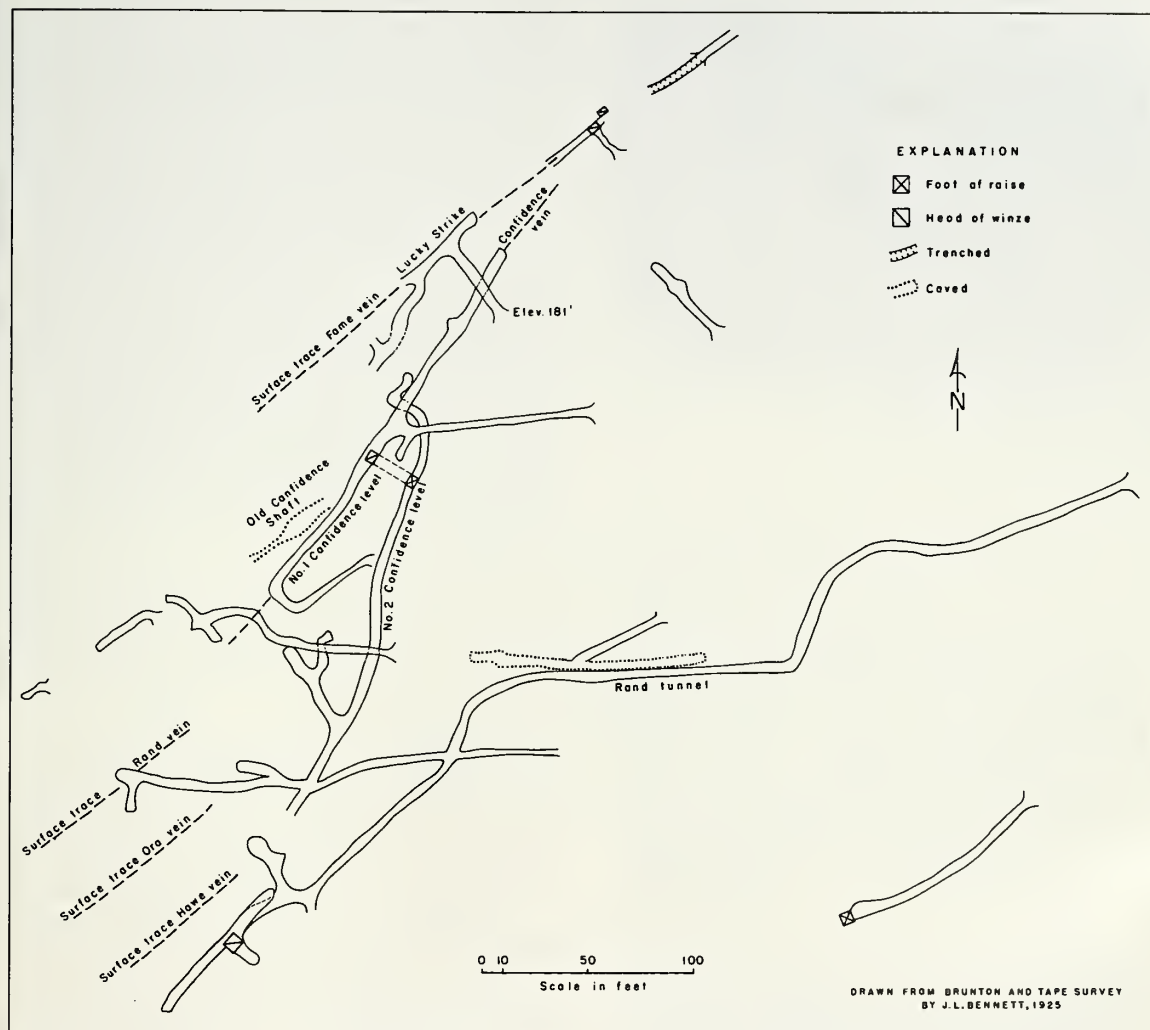 EXPLANATION
Foot of raise
Head of winze
Trenched
Caved
Confidence
vein
Lucky Strike
Surface trace Fame vein
Elev. 181'
N
Old Confidence
Shaft
No. 1 Confidence level
No. 2 Confidence level
Rand tunnel
Surface trace Rand vein
Surface trace Ora vein
Surface trace Hawe vein
0 10 50 100
Scale in feet
DRAWN FROM BRUNTON AND TAPE SURVEY
BY J.L. BENNETT, 1925